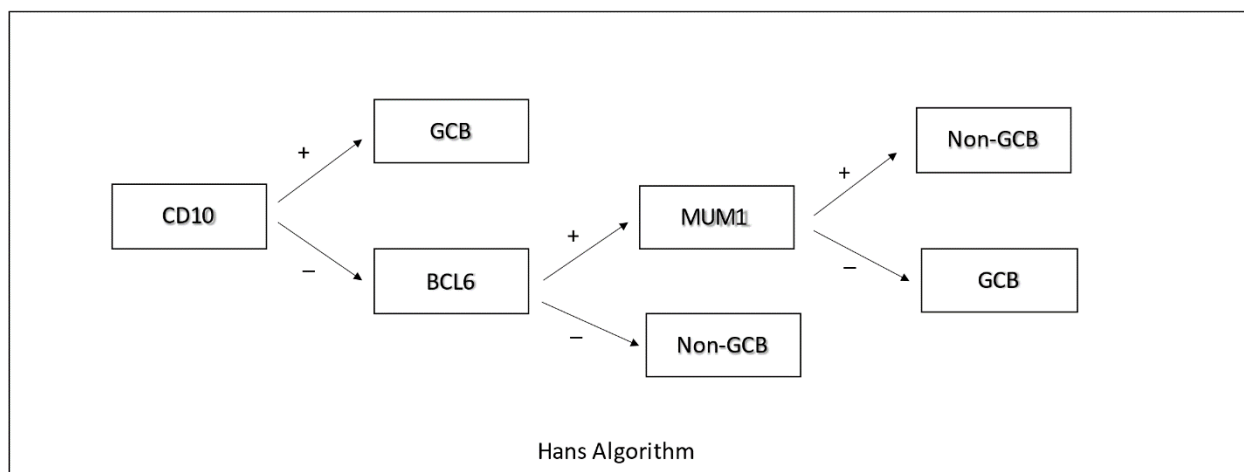 CD10
+
GCB
–
BCL6
+
MUM1
–
Non-GCB
+
Non-GCB
–
GCB
Hans Algorithm